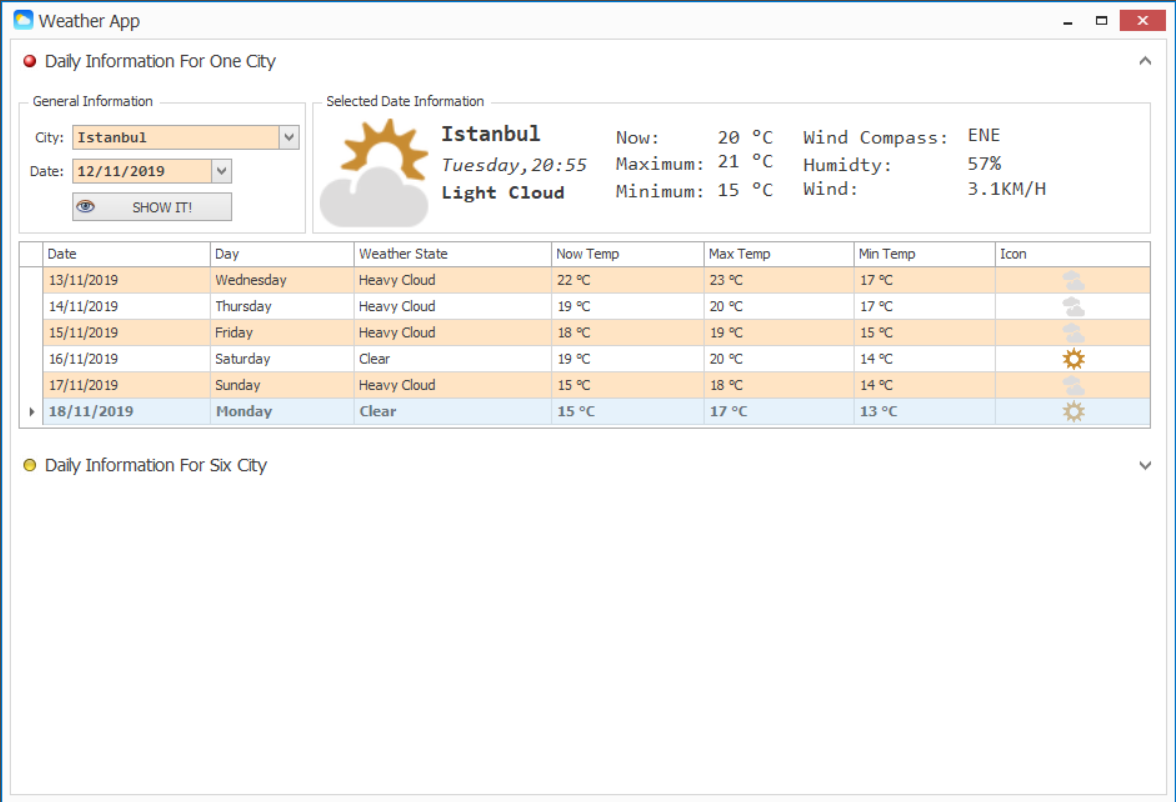 Weather App
Daily Information For One City
General Information
City: Istanbul
Date: 12/11/2019
SHOW IT!
Selected Date Information
Istanbul
Tuesday,20:55
Light Cloud
Now: 20 °C
Maximum: 21 °C
Minimum: 15 °C
Wind Compass: ENE
Humidty: 57%
Wind: 3.1KM/H
Date Day Weather State Now Temp Max Temp Min Temp Icon
13/11/2019 Wednesday Heavy Cloud 22 °C 23 °C 17 °C
14/11/2019 Thursday Heavy Cloud 19 °C 20 °C 17 °C
15/11/2019 Friday Heavy Cloud 18 °C 19 °C 15 °C
16/11/2019 Saturday Clear 19 °C 20 °C 14 °C
17/11/2019 Sunday Heavy Cloud 15 °C 18 °C 14 °C
18/11/2019 Monday Clear 15 °C 17 °C 13 °C
Daily Information For Six City